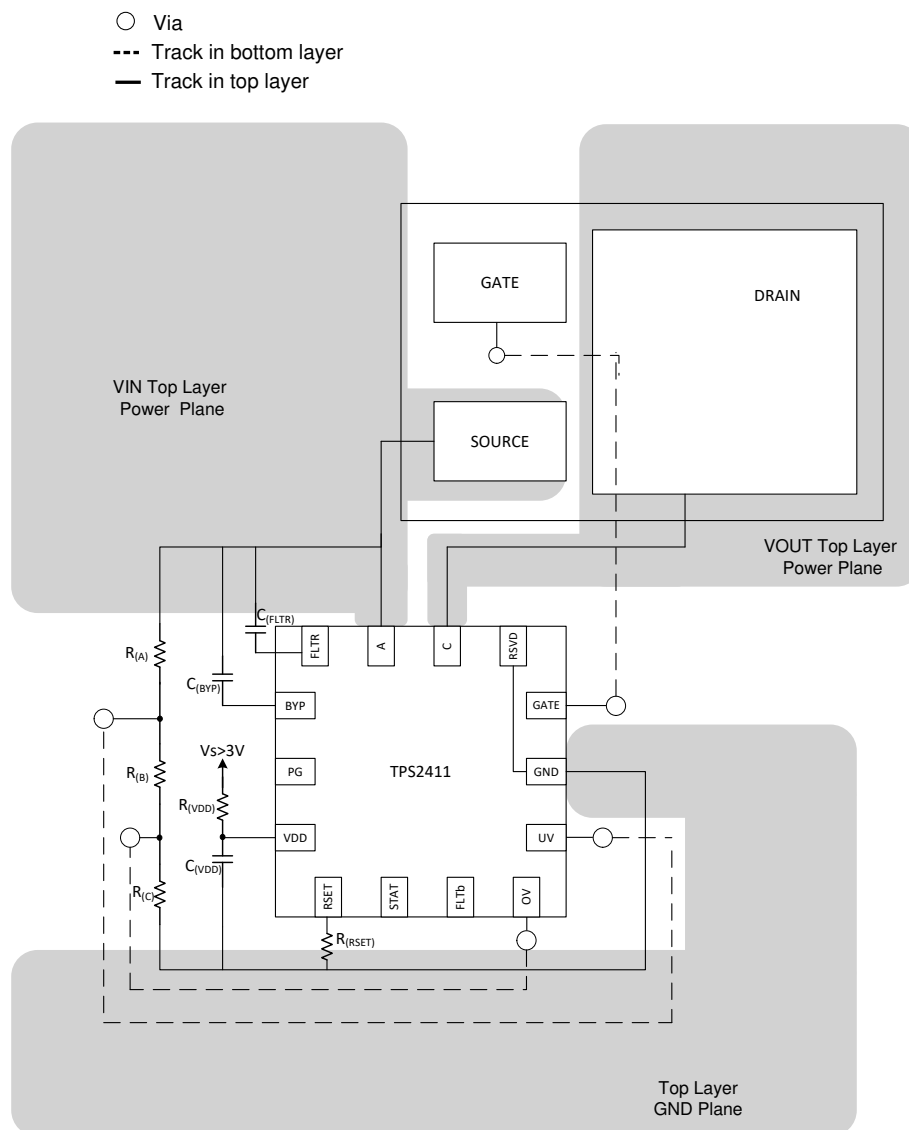 Via
Track in bottom layer
Track in top layer
GATE
DRAIN
VIN Top Layer
Power Plane
SOURCE
VOUT Top Layer
Power Plane
C(FLTR)
FLTR
A
C
RSVD
R(A)
C(BYP)
BYP
GATE
Vs>3V
PG
TPS2411
GND
R(B)
R(VDD)
VDD
UV
C(VDD)
R(C)
RSET
STAT
FLTb
OV
R(RSET)
Top Layer
GND Plane